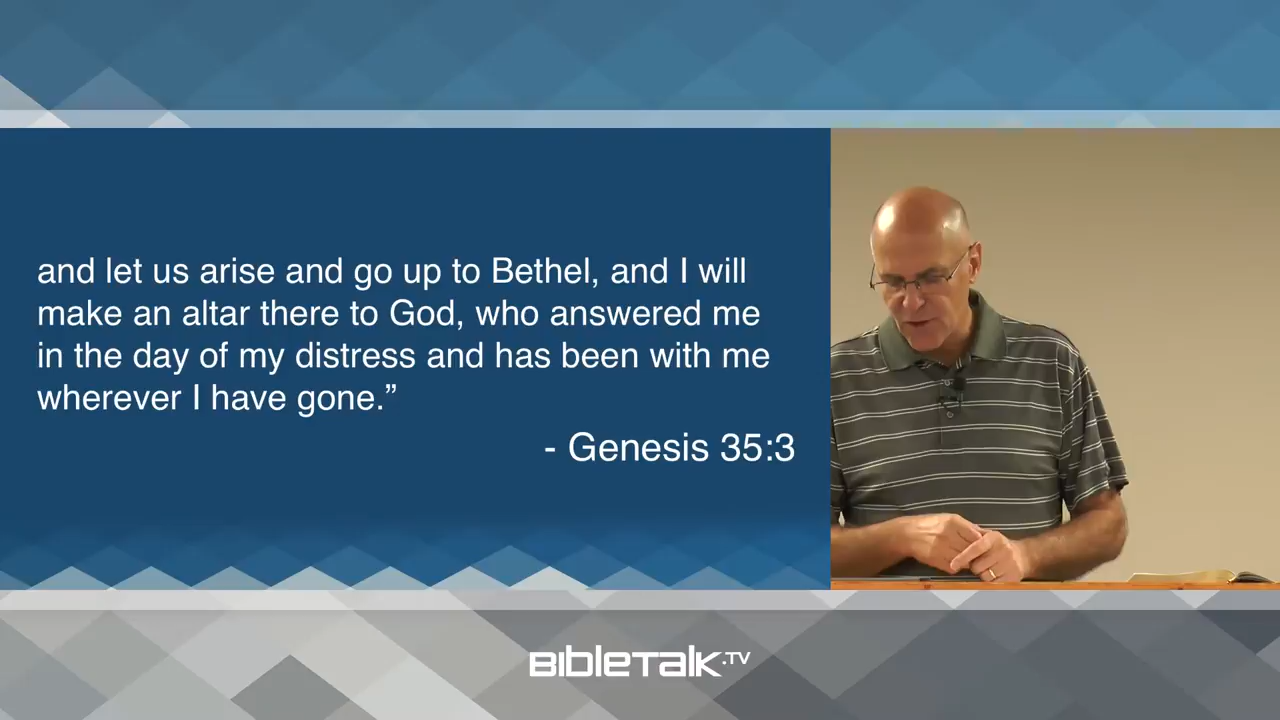 and let us arise and go up to Bethel, and I will
make an altar there to God, who answered me
in the day of my distress and has been with me
wherever I have gone.”
- Genesis 35:3
BibleTalk.TV